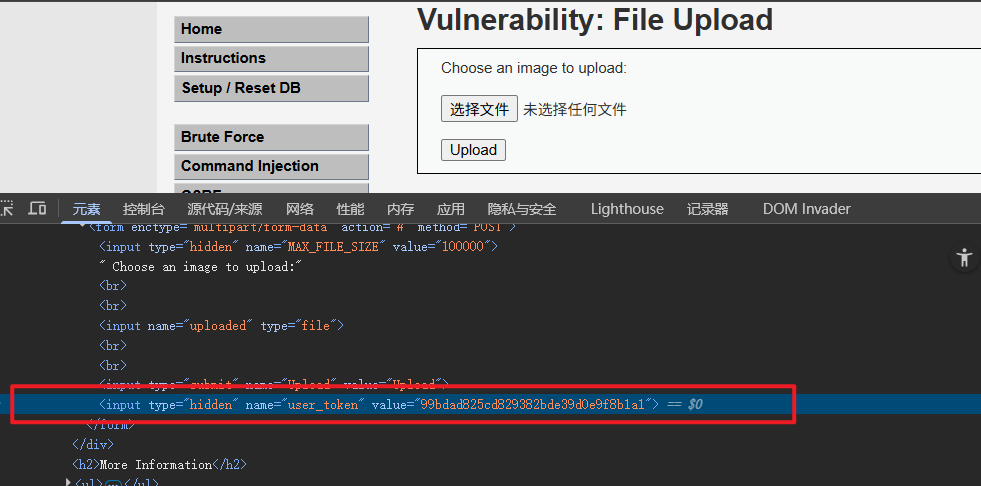 Vulnerability: File Upload
Home
Instructions
Setup / Reset DB
Brute Force
Command Injection
Choose an image to upload:
选择文件 未选择任何文件
Upload
元素 控制台 源代码/来源 网络 性能 内存 应用 隐私与安全 Lighthouse 记录器 DOM Invader
<form enctype="multipart/form-data" action="#" method="POST">
<input type="hidden" name="MAX_FILE_SIZE" value="100000">
" Choose an image to upload:"
<br>
<br>
<input name="uploaded" type="file">
<br>
<br>
<input type="submit" name="Upload" value="Upload">
<input type="hidden" name="user_token" value="99bdad825cd829382bde39d0e9f8b1a1"> == $0
</form>
</div>
<h2>More Information</h2>
<ul>…</ul>